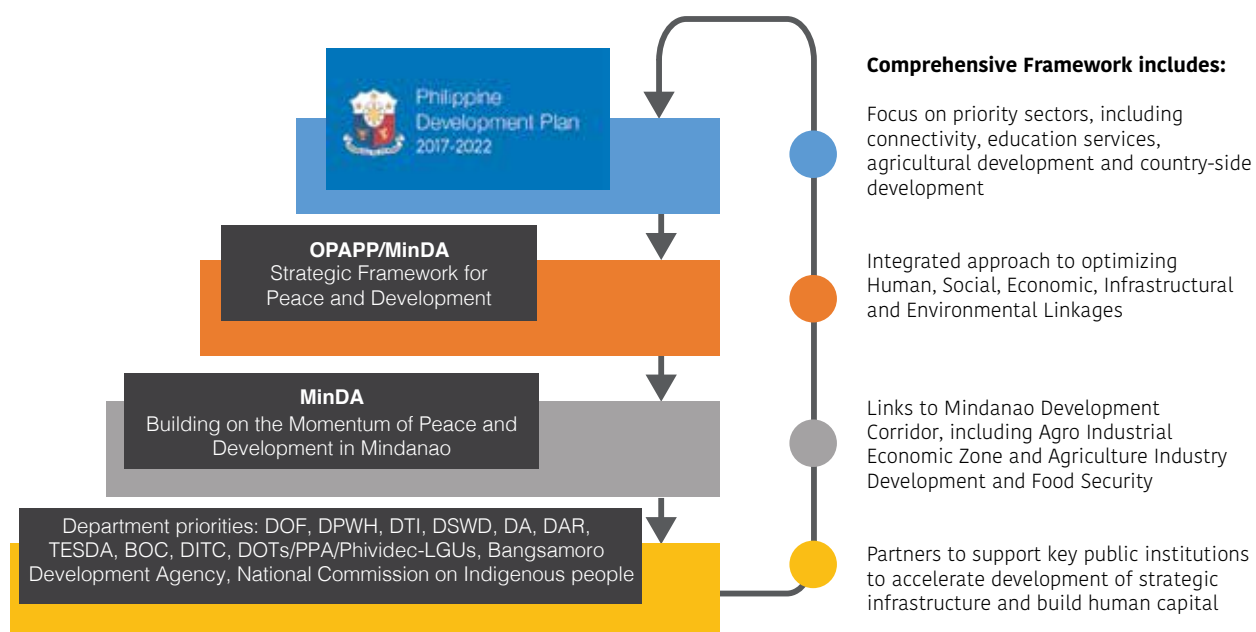 Philippine
Development Plan
2017-2022
OPAPP/MinDA
Strategic Framework for
Peace and Development
MinDA
Building on the Momentum of Peace and
Development in Mindanao
Department priorities: DOF, DPWH, DTI, DSWD, DA, DAR,
TESDA, BOC, DITC, DOTs/PPA/Phividec-LGUs, Bangsamoro
Development Agency, National Commission on Indigenous people
Comprehensive Framework includes:
Focus on priority sectors, including
connectivity, education services,
agricultural development and country-side
development
Integrated approach to optimizing
Human, Social, Economic, Infrastructural
and Environmental Linkages
Links to Mindanao Development
Corridor, including Agro Industrial
Economic Zone and Agriculture Industry
Development and Food Security
Partners to support key public institutions
to accelerate development of strategic
infrastructure and build human capital